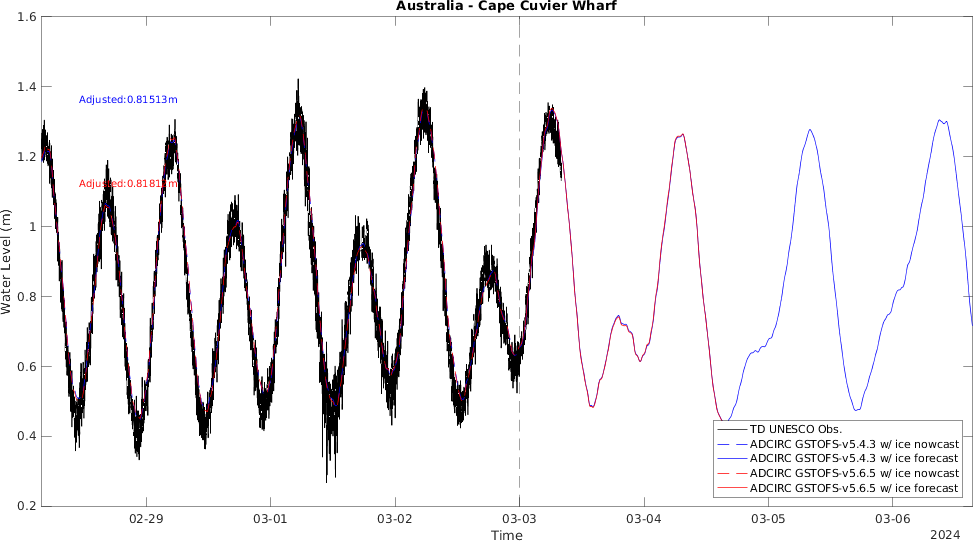 Australia - Cape Cuvier Wharf
1.6
1.4
1.2
1
0.8
0.6
0.4
0.2
Water Level (m)
Adjusted:0.81513m
TD UNESCO Obs.
ADCIRC GSTOFS-v5.4.3 w/ ice nowcast
ADCIRC GSTOFS-v5.4.3 w/ ice forecast
ADCIRC GSTOFS-v5.6.5 w/ ice nowcast
ADCIRC GSTOFS-v5.6.5 w/ ice forecast
02-29
03-01
03-02
03-03
03-04
03-05
03-06
Time
2024